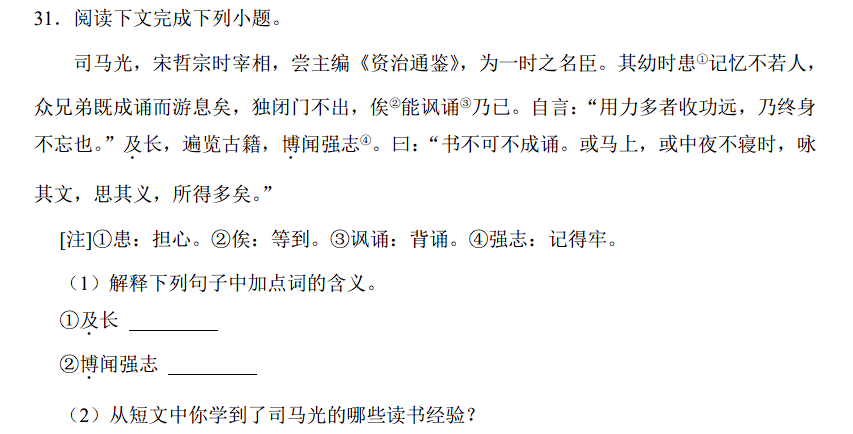 31．阅读下文完成下列小题。
司马光，宋哲宗时宰相，尝主编《资治通鉴》，为一时之名臣。其幼时患①记忆不若人，
众兄弟既成诵而游息矣，独闭门不出，俟②能讽诵③乃已。自言：“用力多者收功远，乃终身
不忘也。”及长，遍览古籍，博闻强志④。曰：“书不可不成诵。或马上，或中夜不寝时，咏
其文，思其义，所得多矣。”
[注]①患：担心。②俟：等到。③讽诵：背诵。④强志：记得牢。
（1）解释下列句子中加点词的含义。
①及长 ________
②博闻强志 ________
（2）从短文中你学到了司马光的哪些读书经验？